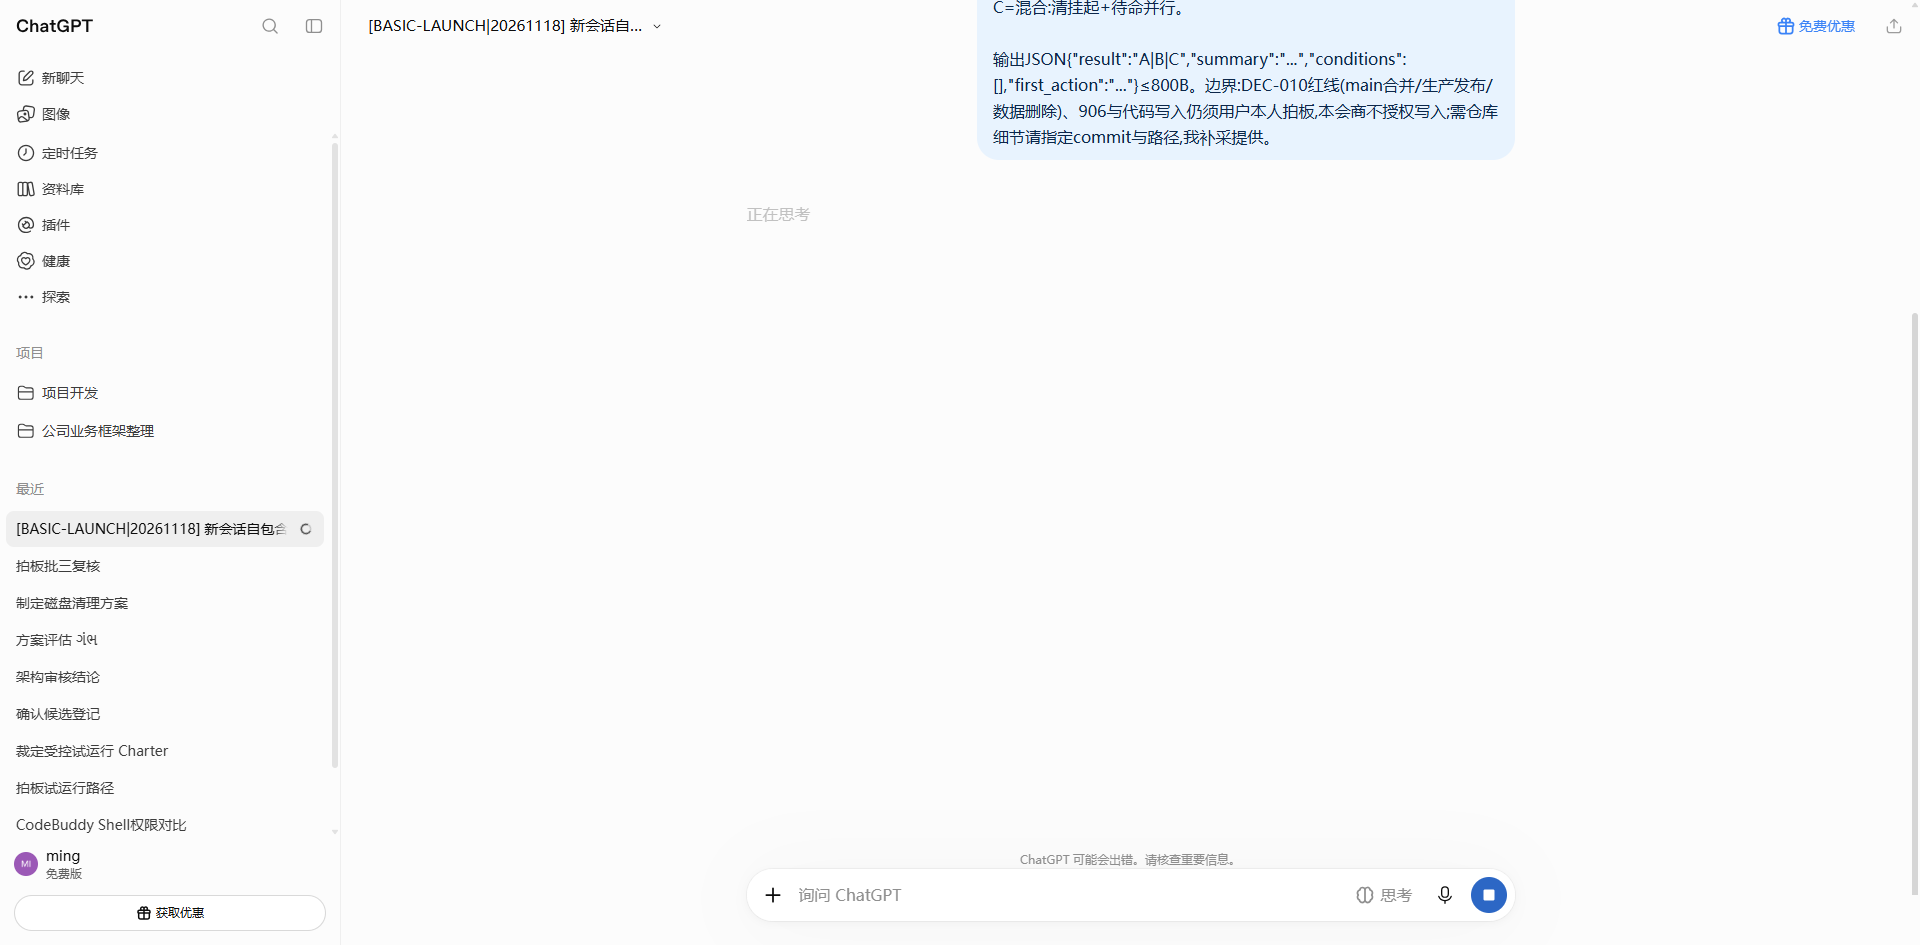 ChatGPT
新聊天
图像
定时任务
资料库
插件
健康
探索
项目
项目开发
公司业务框架整理
最近
[BASIC-LAUNCH|20261118] 新会话自包含
拍板批三复核
制定磁盘清理方案
方案评估
架构审核结论
确认候选登记
裁定受控试运行 Charter
拍板试运行路径
CodeBuddy Shell权限对比
MI
ming
免费版
获取优惠
[BASIC-LAUNCH|20261118] 新会话自...
免费优惠
C=混合:清挂起+待命并行。
输出JSON{"result":"A|B|C","summary":"...","conditions":
[],"first_action":"..."}≤800B。边界:DEC-010红线(main合并/生产发布/
数据删除)、906与代码写入仍须用户本人拍板,本会商不授权写入;需仓库
细节请指定commit与路径,我补采提供。
正在思考
ChatGPT 可能会出错。请核查重要信息。
询问 ChatGPT
思考